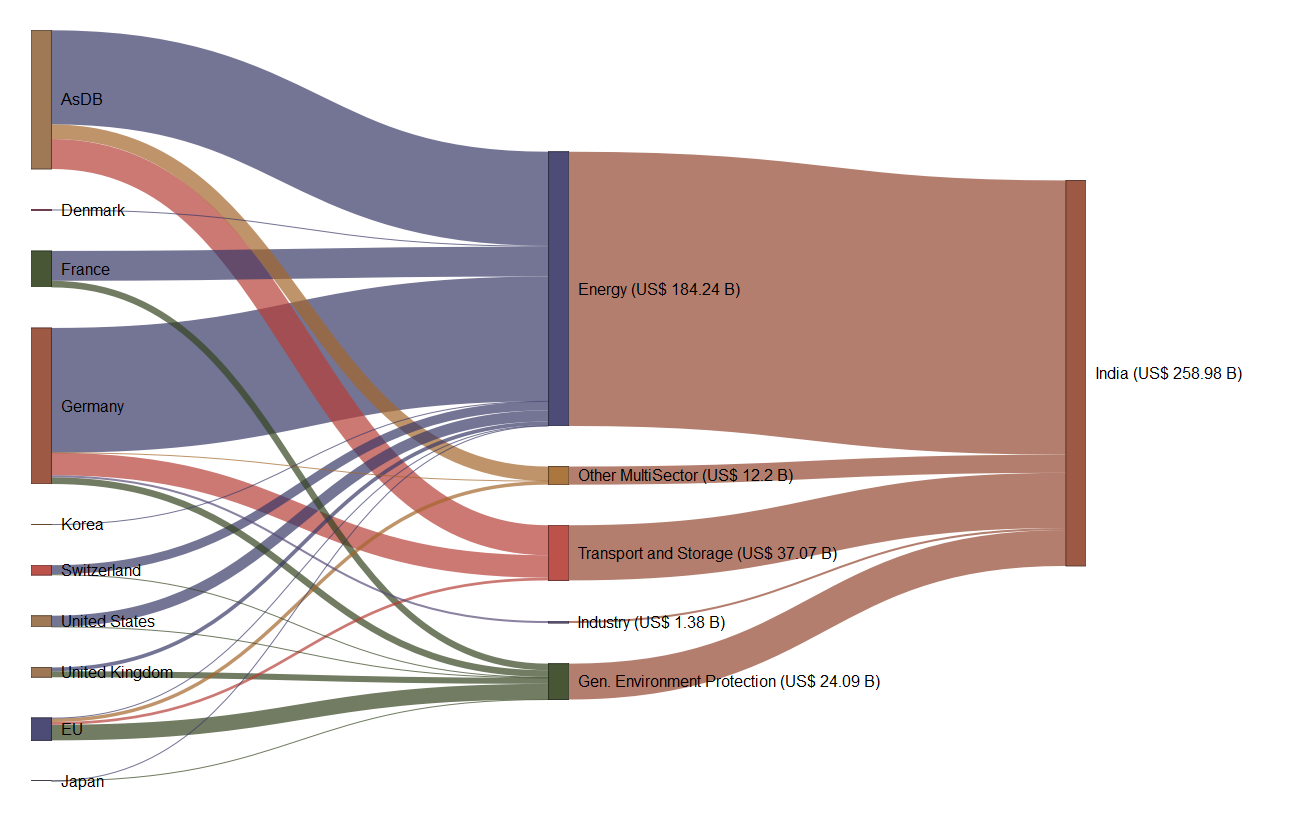 AsDB
Denmark
France
Germany
Korea
Switzerland
United States
United Kingdom
EU
Japan
Energy (US$ 184.24 B)
Other MultiSector (US$ 12.2 B)
Transport and Storage (US$ 37.07 B)
Industry (US$ 1.38 B)
Gen. Environment Protection (US$ 24.09 B)
India (US$ 258.98 B)